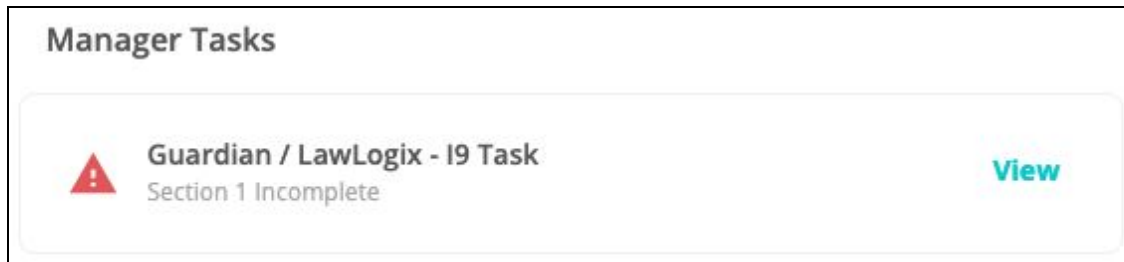 Manager Tasks
Guardian / LawLogix - I9 Task
Section 1 Incomplete
View